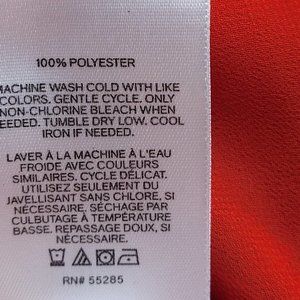 100% POLYESTER
MACHINE WASH COLD WITH LIKE
COLORS. GENTLE CYCLE. ONLY
NON-CHLORINE BLEACH WHEN
NEEDED. TUMBLE DRY LOW. COOL
IRON IF NEEDED.
LAVER À LA MACHINE À L'EAU
FROIDE AVEC COULEURS
SIMILAIRES. CYCLE DÉLICAT.
UTILISEZ SEULEMENT DU
JAVELLISANT SANS CHLORE, SI
NÉCESSAIRE, SÉCHAGE PAR
CULBUTAGE À TEMPÉRATURE
BASSE. REPASSAGE DOUX, SI
NÉCESSAIRE.
RN# 55285